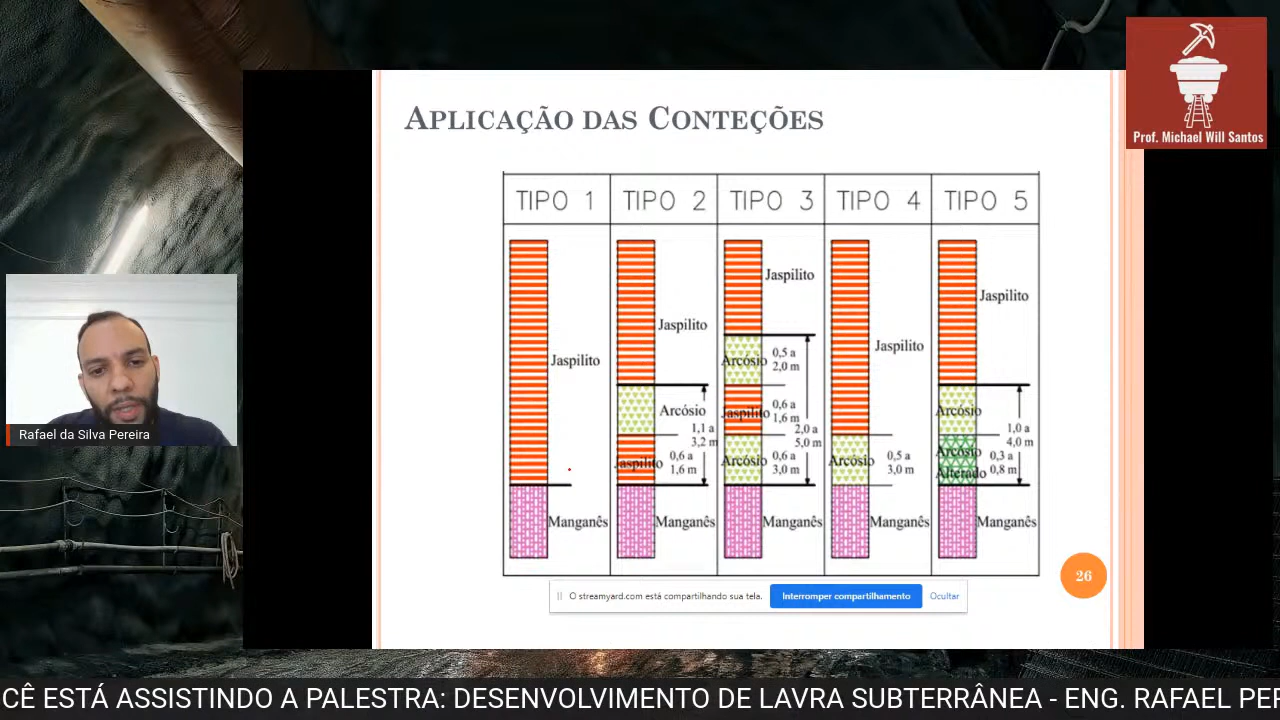 Prof. Michael Will Santos
APLICAÇÃO DAS CONTEÇÕES
TIPO 1
TIPO 2
TIPO 3
TIPO 4
TIPO 5
Jaspilito
Manganês
Jaspilito
Arcósio
1,1 a
3,2 m
Jaspilito
0,6 a
1,6 m
Manganês
Jaspilito
Arcósio
0,5 a
2,0 m
Jaspilito
0,6 a
1,6 m
2,0 a
5,0 m
Arcósio
0,6 a
3,0 m
Manganês
Jaspilito
Arcósio
0,5 a
3,0 m
Manganês
Jaspilito
Arcósio
1,0 a
4,0 m
Arcósio
Alterado
0,3 a
0,8 m
Manganês
26
O streamyard.com está compartilhando sua tela.
Interromper compartilhamento
Ocultar
Rafael da Silva Pereira
CÊ ESTÁ ASSISTINDO A PALESTRA: DESENVOLVIMENTO DE LAVRA SUBTERRÂNEA - ENG. RAFAEL PER